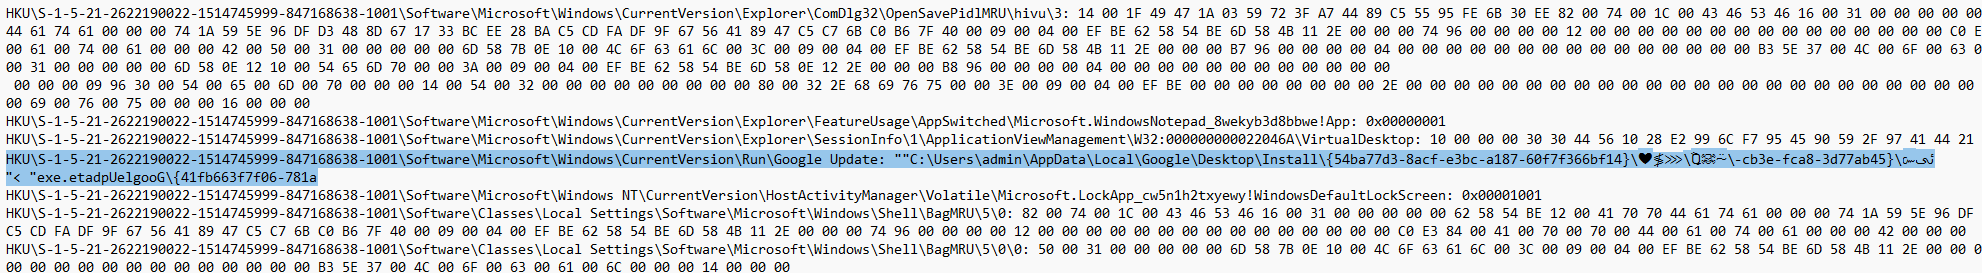 HKU\S-1-5-21-2622190022-1514745999-847168638-1001\Software\Microsoft\Windows\CurrentVersion\Explorer\ComDlg32\OpenSavePidlMRU\hivu\3: 14 00 1F 49 47 1A 03 59 72 3F A7 44 89 C5 55 95 FE 6B 30 EE 82 00 74 00 1C 00 43 46 53 46 16 00 31 00 00 00 00 00
44 61 74 61 00 00 00 74 1A 59 5E 96 DF D3 48 8D 67 17 33 BC EE 28 BA C5 CD FA DF 9F 67 56 41 89 47 C5 C7 6B C0 B6 7F 40 00 09 00 04 00 EF BE 62 58 54 BE 6D 58 4B 11 2E 00 00 00 74 96 00 00 00 00 00 12 00 00 00 00 00 00 00 00 00 00 00 00 00 00 00 C0 E
00 61 00 74 00 61 00 00 00 42 00 50 00 31 00 00 00 00 00 6D 58 7B 0E 10 00 4C 6F 63 61 6C 00 3C 00 09 00 04 00 EF BE 62 58 54 BE 6D 58 4B 11 2E 00 00 00 B7 96 00 00 00 00 04 00 00 00 00 00 00 00 00 00 00 00 00 00 00 00 00 B3 5E 37 00 4C 00 6F 00 63 0
00 31 00 00 00 00 00 6D 58 0E 12 10 00 54 65 6D 70 00 00 3A 00 09 00 04 00 EF BE 62 58 54 BE 6D 58 0E 12 2E 00 00 00 B8 96 00 00 00 00 04 00 00 00 00 00 00 00 00 00 00 00 00 00
00 00 00 09 96 30 00 54 00 65 00 6D 00 70 00 00 00 14 00 54 00 32 00 00 00 00 00 00 00 00 00 80 00 32 2E 68 69 76 75 00 00 3E 00 09 00 04 00 EF BE 00 00 00 00 00 00 00 00 2E 00 00 00 00 00 00 00 00 00 00 00 00 00 00 00 00 00 00 00 00 00 00 00 00 00
00 69 00 76 00 75 00 00 00 16 00 00 00
HKU\S-1-5-21-2622190022-1514745999-847168638-1001\Software\Microsoft\Windows\CurrentVersion\Explorer\FeatureUsage\AppSwitched\Microsoft.WindowsNotepad_8wekyb3d8bbwe!App: 0x00000001
HKU\S-1-5-21-2622190022-1514745999-847168638-1001\Software\Microsoft\Windows\CurrentVersion\Explorer\SessionInfo\1\ApplicationViewManagement\W32:000000000022046A\VirtualDesktop: 10 00 00 00 30 30 44 56 10 28 E2 99 6C F7 95 45 90 59 2F 97 41 44 21
HKU\S-1-5-21-2622190022-1514745999-847168638-1001\Software\Microsoft\Windows\CurrentVersion\Run\Google Update: ""C:\Users\admin\AppData\Local\Google\Desktop\Install\{54ba77d3-8acf-e3bc-a187-60f7f366bf14}\❤≸⋙\ \-cb3e-fca8-3d77ab45}\
"< "exe.etadpUelgooG\{41fb663f7f06-781a
HKU\S-1-5-21-2622190022-1514745999-847168638-1001\Software\Microsoft\Windows NT\CurrentVersion\HostActivityManager\Volatile\Microsoft.LockApp_cw5n1h2txyewy!WindowsDefaultLockScreen: 0x00001001
HKU\S-1-5-21-2622190022-1514745999-847168638-1001\Software\Classes\Local Settings\Software\Microsoft\Windows\Shell\BagMRU\5\0: 82 00 74 00 1C 00 43 46 53 46 16 00 31 00 00 00 00 00 62 58 54 BE 12 00 41 70 70 44 61 74 61 00 00 00 74 1A 59 5E 96 DF
C5 CD FA DF 9F 67 56 41 89 47 C5 C7 6B C0 B6 7F 40 00 09 00 04 00 EF BE 62 58 54 BE 6D 58 4B 11 2E 00 00 00 74 96 00 00 00 00 00 12 00 00 00 00 00 00 00 00 00 00 00 00 00 00 00 C0 E3 84 00 41 00 70 00 70 00 44 00 61 00 74 00 61 00 00 00 42 00 00 00
HKU\S-1-5-21-2622190022-1514745999-847168638-1001\Software\Classes\Local Settings\Software\Microsoft\Windows\Shell\BagMRU\5\0\0: 50 00 31 00 00 00 00 00 6D 58 7B 0E 10 00 4C 6F 63 61 6C 00 3C 00 09 00 04 00 EF BE 62 58 54 BE 6D 58 4B 11 2E 00 00 0
00 00 00 00 00 00 00 00 00 00 00 00 00 B3 5E 37 00 4C 00 6F 00 63 00 61 00 6C 00 00 00 14 00 00 00